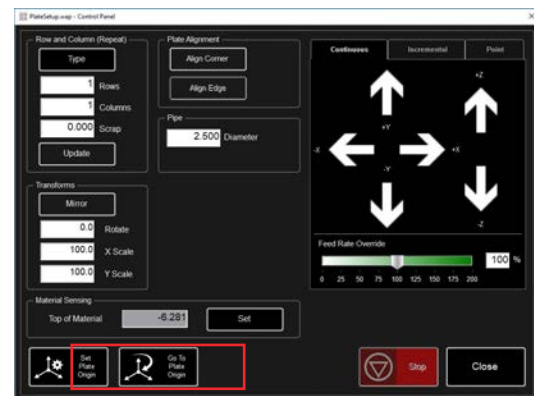 PlateSetup.wap - Control Panel
Row and Column (Repeat)
Type
1 Rows
1 Columns
0.000 Scrap
Update
Transforms
Mirror
0.0 Rotate
100.0 X Scale
100.0 Y Scale
Material Sensing
Top of Material -6.281 Set
Plate Alignment
Align Corner
Align Edge
Pipe
2.500 Diameter
Continuous Incremental Point
+Y
+Z
-X
+X
-Y
-Z
Feed Rate Override
100 %
0 25 50 75 100 125 150 175 200
Set
Plate
Origin
Go To
Plate
Origin
Stop
Close